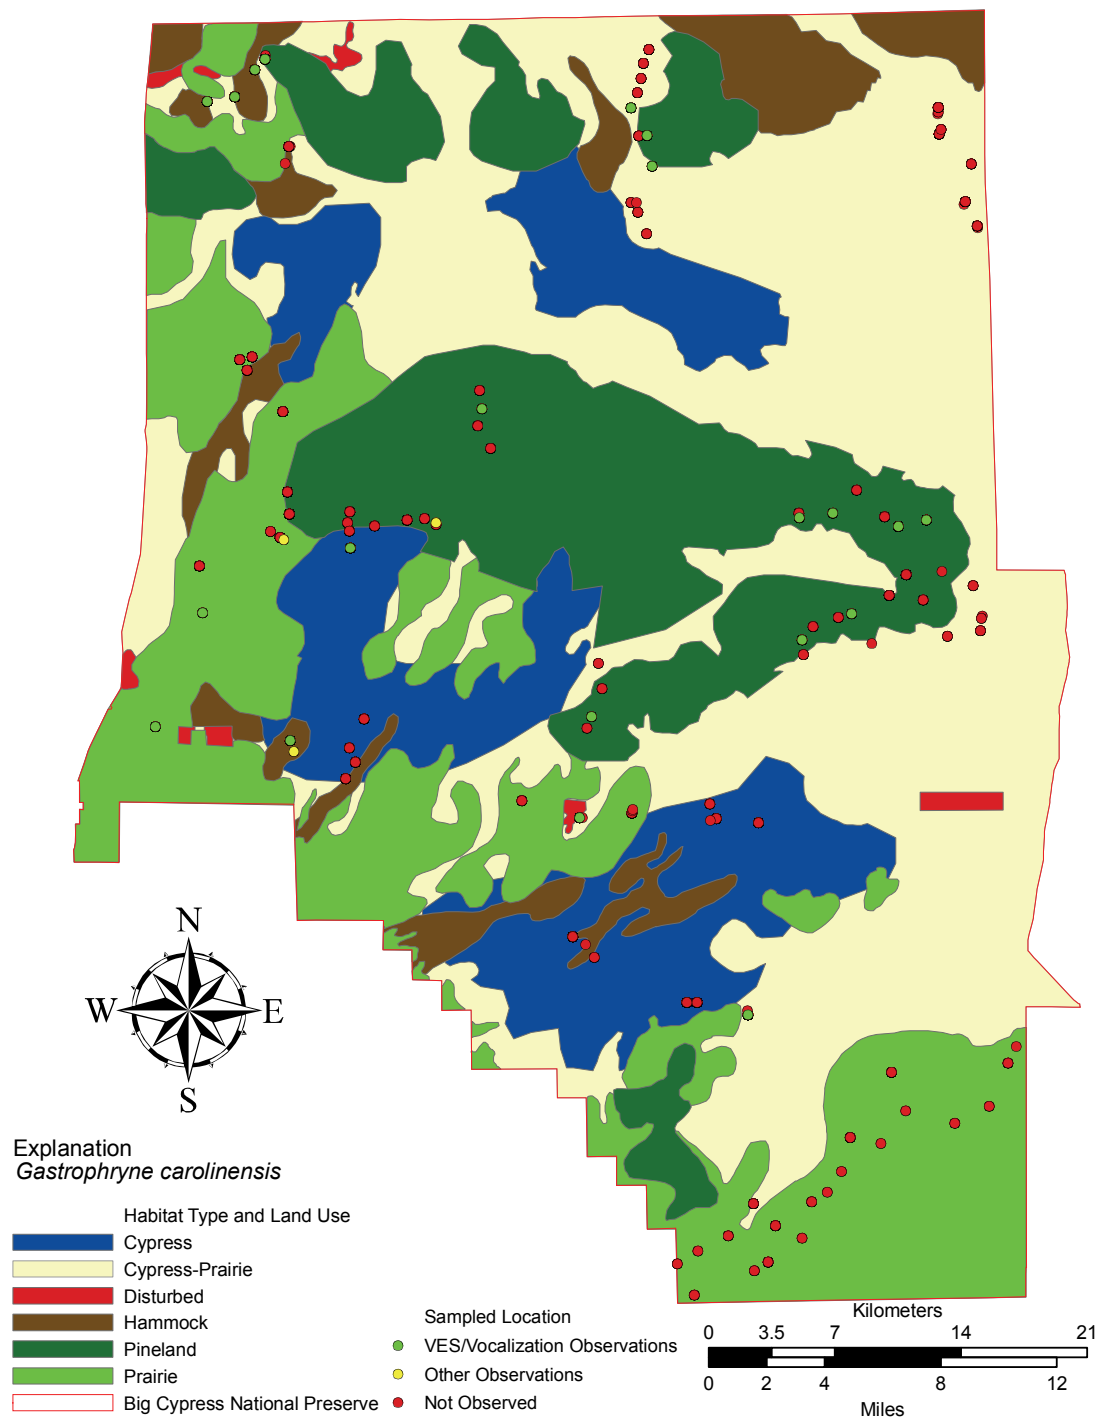 N
W E
S
Explanation
Gastrophryne carolinensis
Habitat Type and Land Use
Cypress
Cypress-Prairie
Disturbed
Hammock
Pineland
Prairie
Big Cypress National Preserve
Sampled Location
VES/Vocalization Observations
Other Observations
Not Observed
Kilometers
0 3.5 7 14 21
0 2 4 8 12
Miles